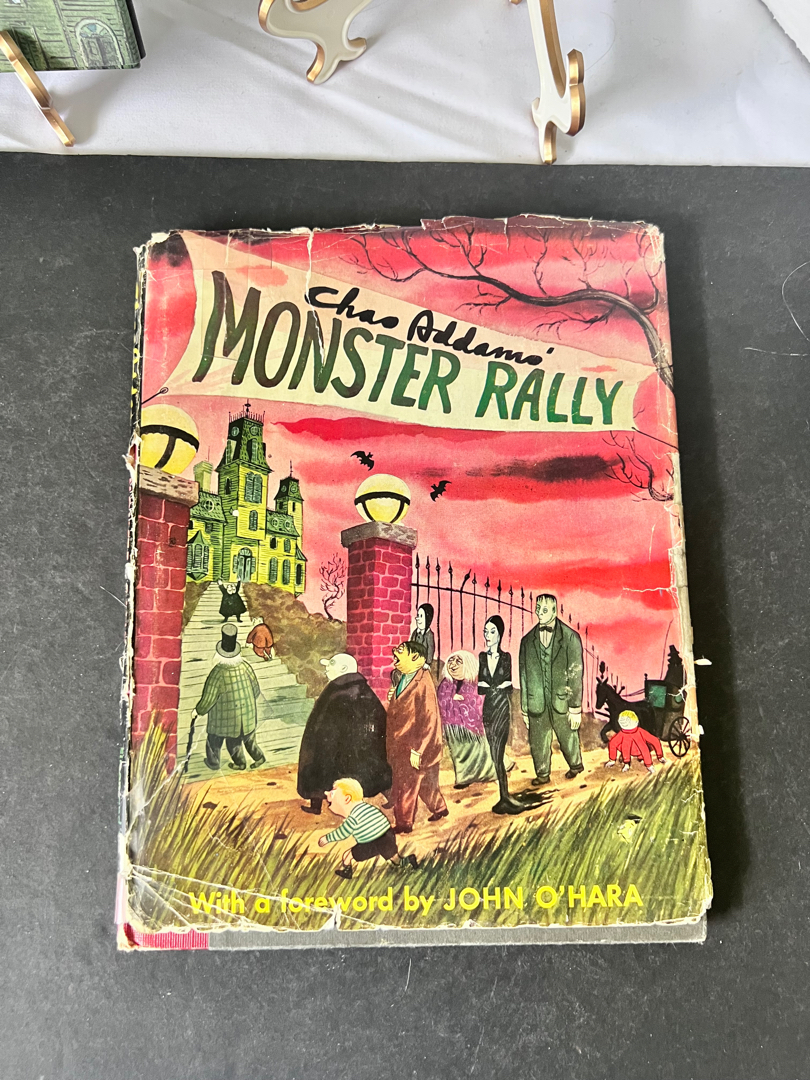 Chas Addams'
MONSTER RALLY
With a foreword by JOHN O'HARA